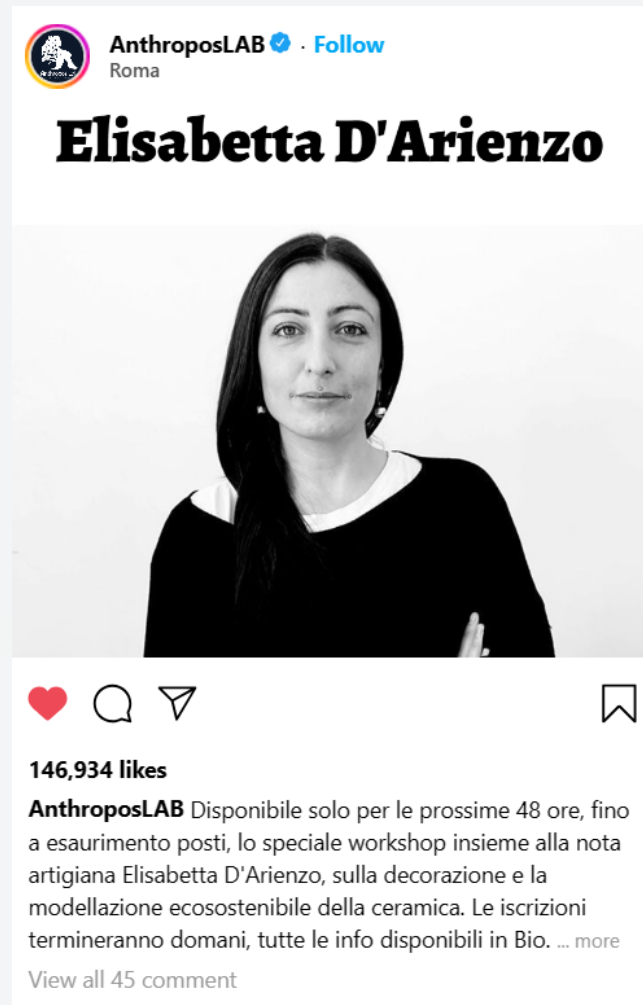 AnthroposLAB · Follow
Roma
Elisabetta D'Arienzo
146,934 likes
AnthroposLAB Disponibile solo per le prossime 48 ore, fino
a esaurimento posti, lo speciale workshop insieme alla nota
artigiana Elisabetta D'Arienzo, sulla decorazione e la
modellazione ecosostenibile della ceramica. Le iscrizioni
termineranno domani, tutte le info disponibili in Bio. ... more
View all 45 comment